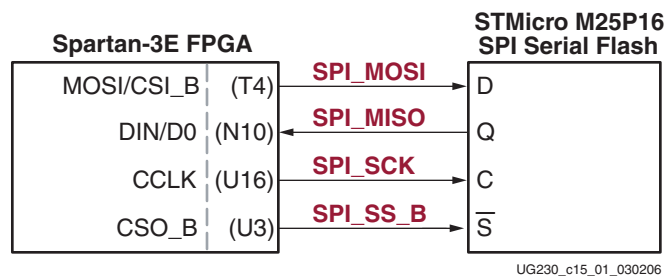 Spartan-3E FPGA
STMicro M25P16
SPI Serial Flash
MOSI/CSI_B (T4) SPI_MOSI D
DIN/D0 (N10) SPI_MISO Q
CCLK (U16) SPI_SCK C
CSO_B (U3) SPI_SS_B S̅
UG230_c15_01_030206